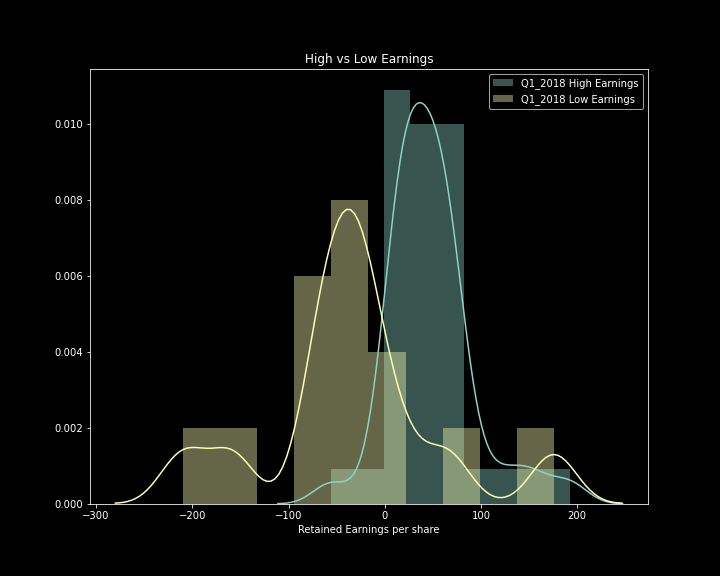 High vs Low Earnings
Q1_2018 High Earnings
Q1_2018 Low Earnings
0.010
0.008
0.006
0.004
0.002
0.000
−300 −200 −100 0 100 200
Retained Earnings per share